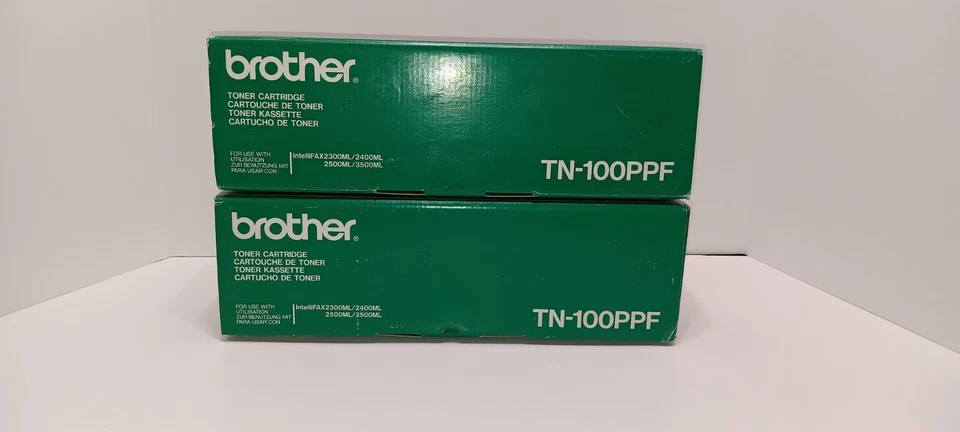 brother®
TONER CARTRIDGE
CARTOUCHE DE TONER
TONER KASSETTE
CARTUCHO DE TONER
FOR USE WITH
UTILISATION
ZUR BENUTZUNG MIT
PARA USAR CON
IntelliFAX2300ML/2400ML
2500ML/3500ML
TN-100PPF
brother®
TONER CARTRIDGE
CARTOUCHE DE TONER
TONER KASSETTE
CARTUCHO DE TONER
FOR USE WITH
UTILISATION
ZUR BENUTZUNG MIT
PARA USAR CON
IntelliFAX2300ML/2400ML
2500ML/3500ML
TN-100PPF